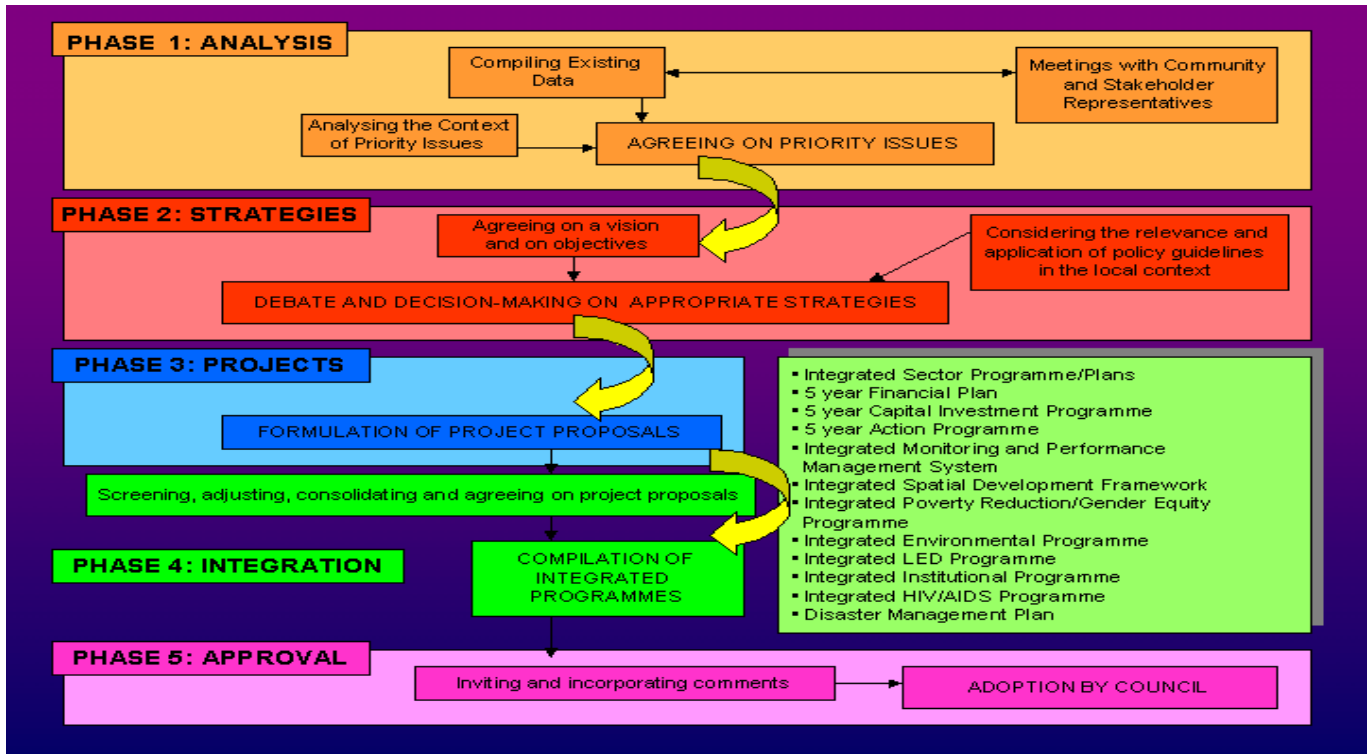 PHASE 1: ANALYSIS
Compiling Existing
Data
Meetings with Community
and Stakeholder
Representatives
Analysing the Context
of Priority Issues
AGREEING ON PRIORITY ISSUES
PHASE 2: STRATEGIES
Agreeing on a vision
and on objectives
Considering the relevance and
application of policy guidelines
in the local context
DEBATE AND DECISION-MAKING ON APPROPRIATE STRATEGIES
PHASE 3: PROJECTS
FORMULATION OF PROJECT PROPOSALS
Screening, adjusting, consolidating and agreeing on project proposals
PHASE 4: INTEGRATION
COMPILATION OF
INTEGRATED
PROGRAMMES
▪ Integrated Sector Programme/Plans
▪ 5 year Financial Plan
▪ 5 year Capital Investment Programme
▪ 5 year Action Programme
▪ Integrated Monitoring and Performance
Management System
▪ Integrated Spatial Development Framework
▪ Integrated Poverty Reduction/Gender Equity
Programme
▪ Integrated Environmental Programme
▪ Integrated LED Programme
▪ Integrated Institutional Programme
▪ Integrated HIV/AIDS Programme
▪ Disaster Management Plan
PHASE 5: APPROVAL
Inviting and incorporating comments
ADOPTION BY COUNCIL